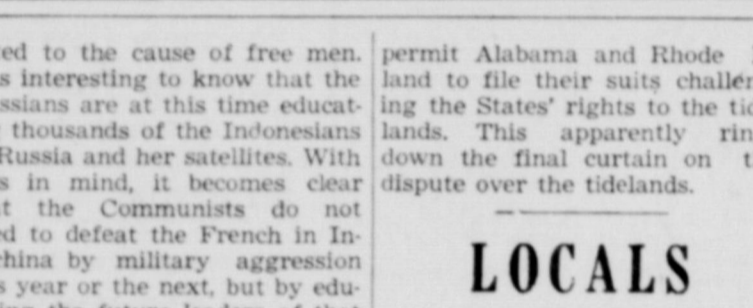 ed to the cause of free men.
s interesting to know that the
ssians are at this time educat-
thousands of the Indonesians
Russia and her satellites. With
s in mind, it becomes clear
t the Communists do not
d to defeat the French in In-
china by military aggression
s year or the next, but by edu-
permit Alabama and Rhode
land to file their suits challen
ing the States' rights to the tid
lands. This apparently rin
down the final curtain on t
dispute over the tidelands.
LOCALS